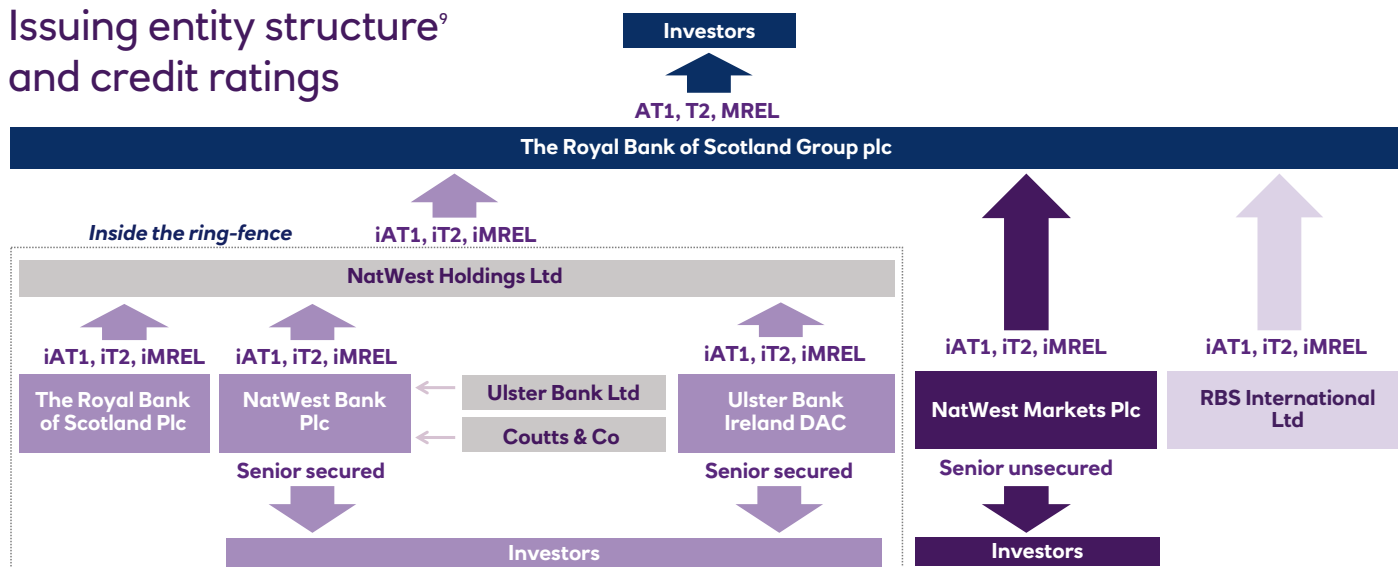 Issuing entity structure⁹
and credit ratings
Investors
AT1, T2, MREL
The Royal Bank of Scotland Group plc
Inside the ring-fence
iAT1, iT2, iMREL
NatWest Holdings Ltd
iAT1, iT2, iMREL
iAT1, iT2, iMREL
iAT1, iT2, iMREL
iAT1, iT2, iMREL
iAT1, iT2, iMREL
The Royal Bank
of Scotland Plc
NatWest Bank
Plc
Ulster Bank Ltd
Coutts & Co
Ulster Bank
Ireland DAC
NatWest Markets Plc
RBS International
Ltd
Senior secured
Senior secured
Senior unsecured
Investors
Investors